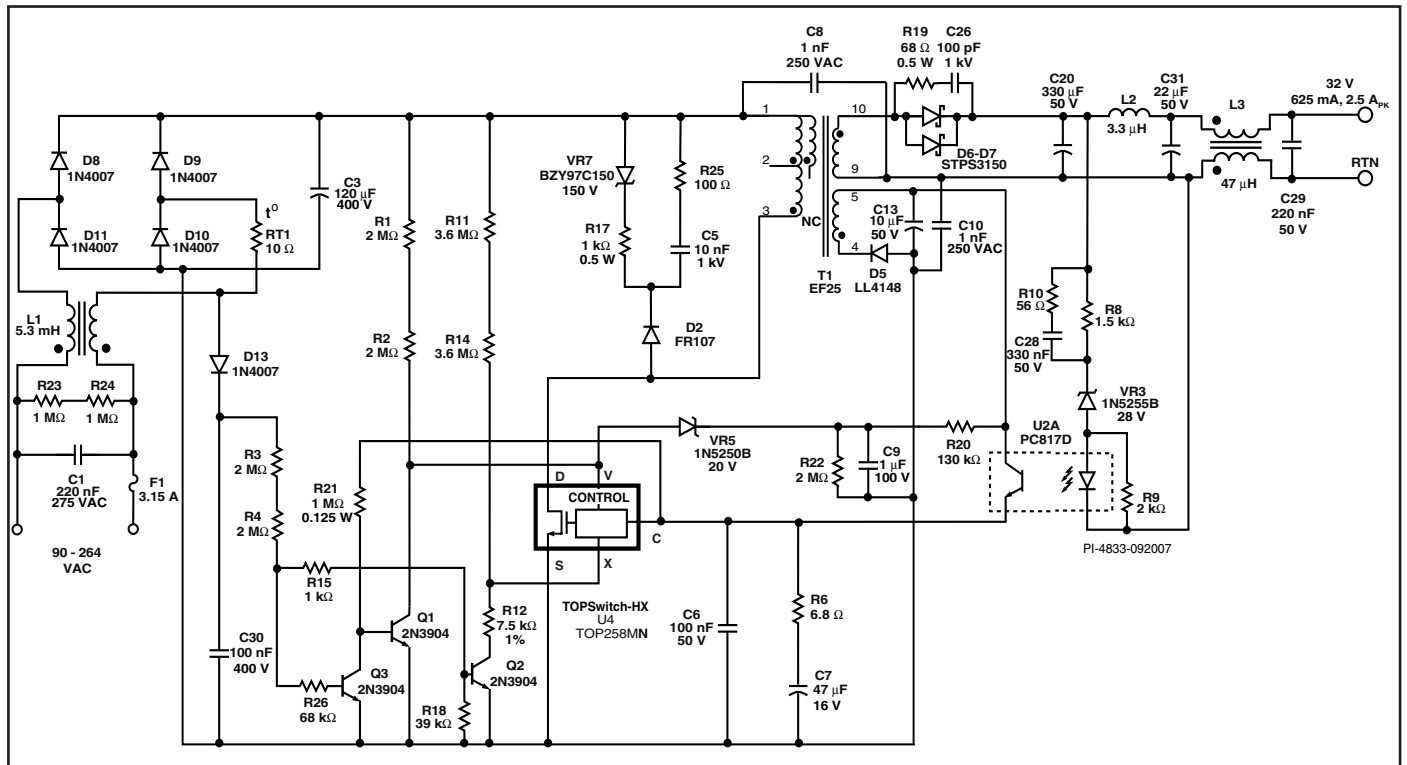 C8
1 nF
250 VAC
R19
68 Ω
0.5 W
C26
100 pF
1 kV
C20
330 μF
50 V
C31
22 μF
50 V
L2
3.3 μH
L3
47 μH
32 V
625 mA, 2.5 APK
RTN
C29
220 nF
50 V
1
2
3
10
9
5
4
NC
T1
EF25
D6-D7
STPS3150
D8
1N4007
D9
1N4007
D11
1N4007
D10
1N4007
C3
120 μF
400 V
tO
RT1
10 Ω
R1
2 MΩ
R11
3.6 MΩ
VR7
BZY97C150
150 V
R25
100 Ω
R17
1 kΩ
0.5 W
C5
10 nF
1 kV
C13
10 μF
50 V
C10
1 nF
250 VAC
D5
LL4148
L1
5.3 mH
D13
1N4007
R2
2 MΩ
R14
3.6 MΩ
D2
FR107
R10
56 Ω
R8
1.5 kΩ
C28
330 nF
50 V
VR3
1N5255B
28 V
R23
1 MΩ
R24
1 MΩ
C1
220 nF
275 VAC
F1
3.15 A
90 - 264
VAC
R3
2 MΩ
R4
2 MΩ
R21
1 MΩ
0.125 W
VR5
1N5250B
20 V
R22
2 MΩ
C9
1 μF
100 V
R20
130 kΩ
U2A
PC817D
R9
2 kΩ
PI-4833-092007
D
V
CONTROL
C
S
X
TOPSwitch-HX
U4
TOP258MN
R15
1 kΩ
R12
7.5 kΩ
1%
C6
100 nF
50 V
R6
6.8 Ω
C7
47 μF
16 V
C30
100 nF
400 V
Q1
2N3904
Q3
2N3904
Q2
2N3904
R26
68 kΩ
R18
39 kΩ